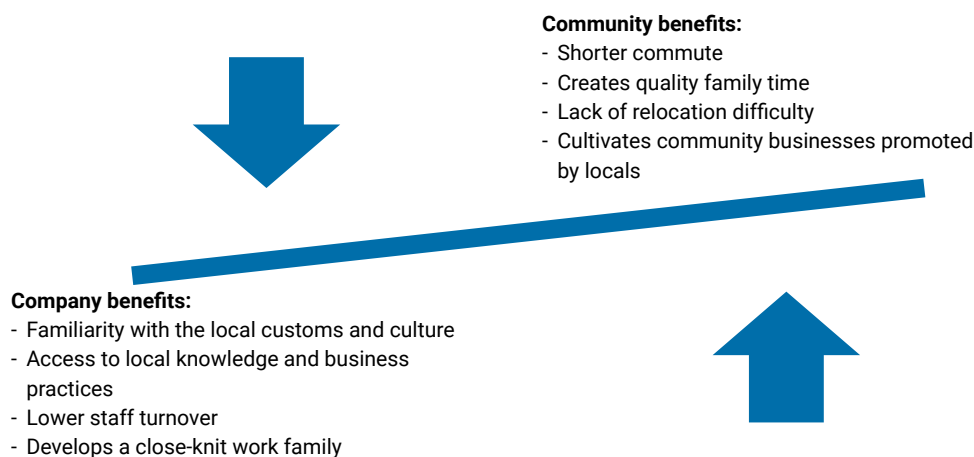 Community benefits:
- Shorter commute
- Creates quality family time
- Lack of relocation difficulty
- Cultivates community businesses promoted
by locals
Company benefits:
- Familiarity with the local customs and culture
- Access to local knowledge and business
practices
- Lower staff turnover
- Develops a close-knit work family